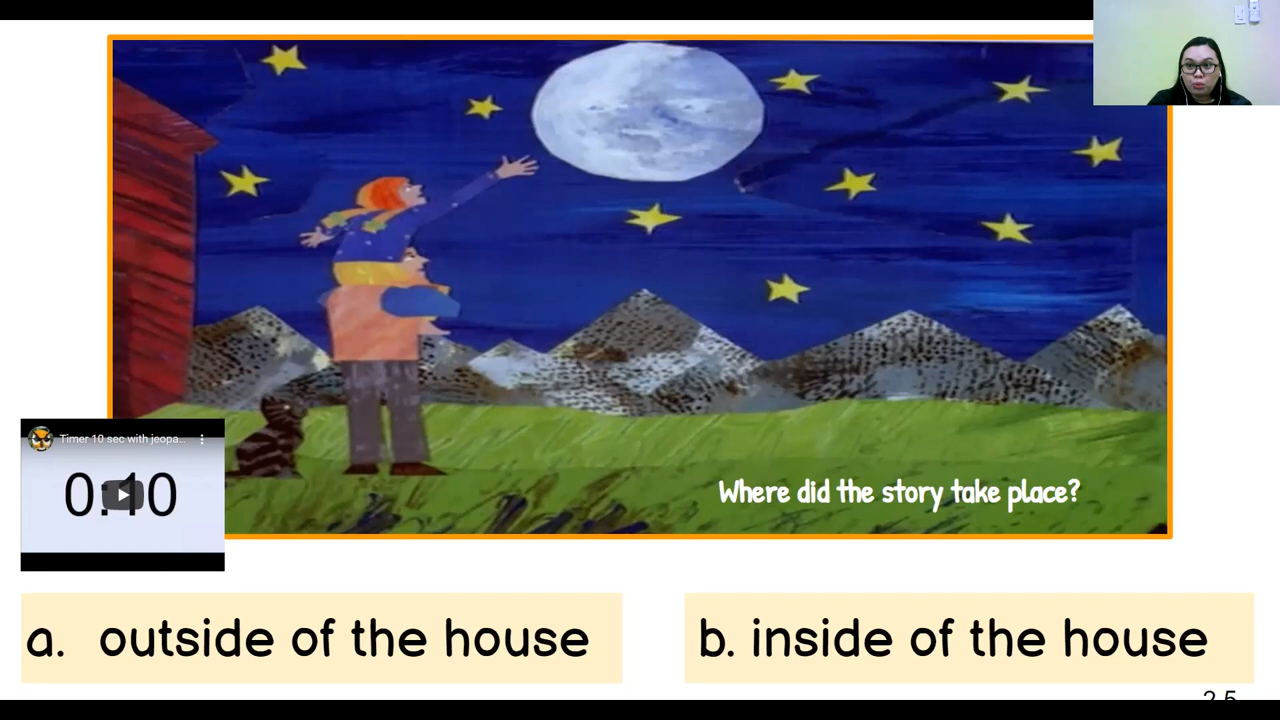 Timer 10 sec with jeopa...
0:10
Where did the story take place?
a. outside of the house
b. inside of the house